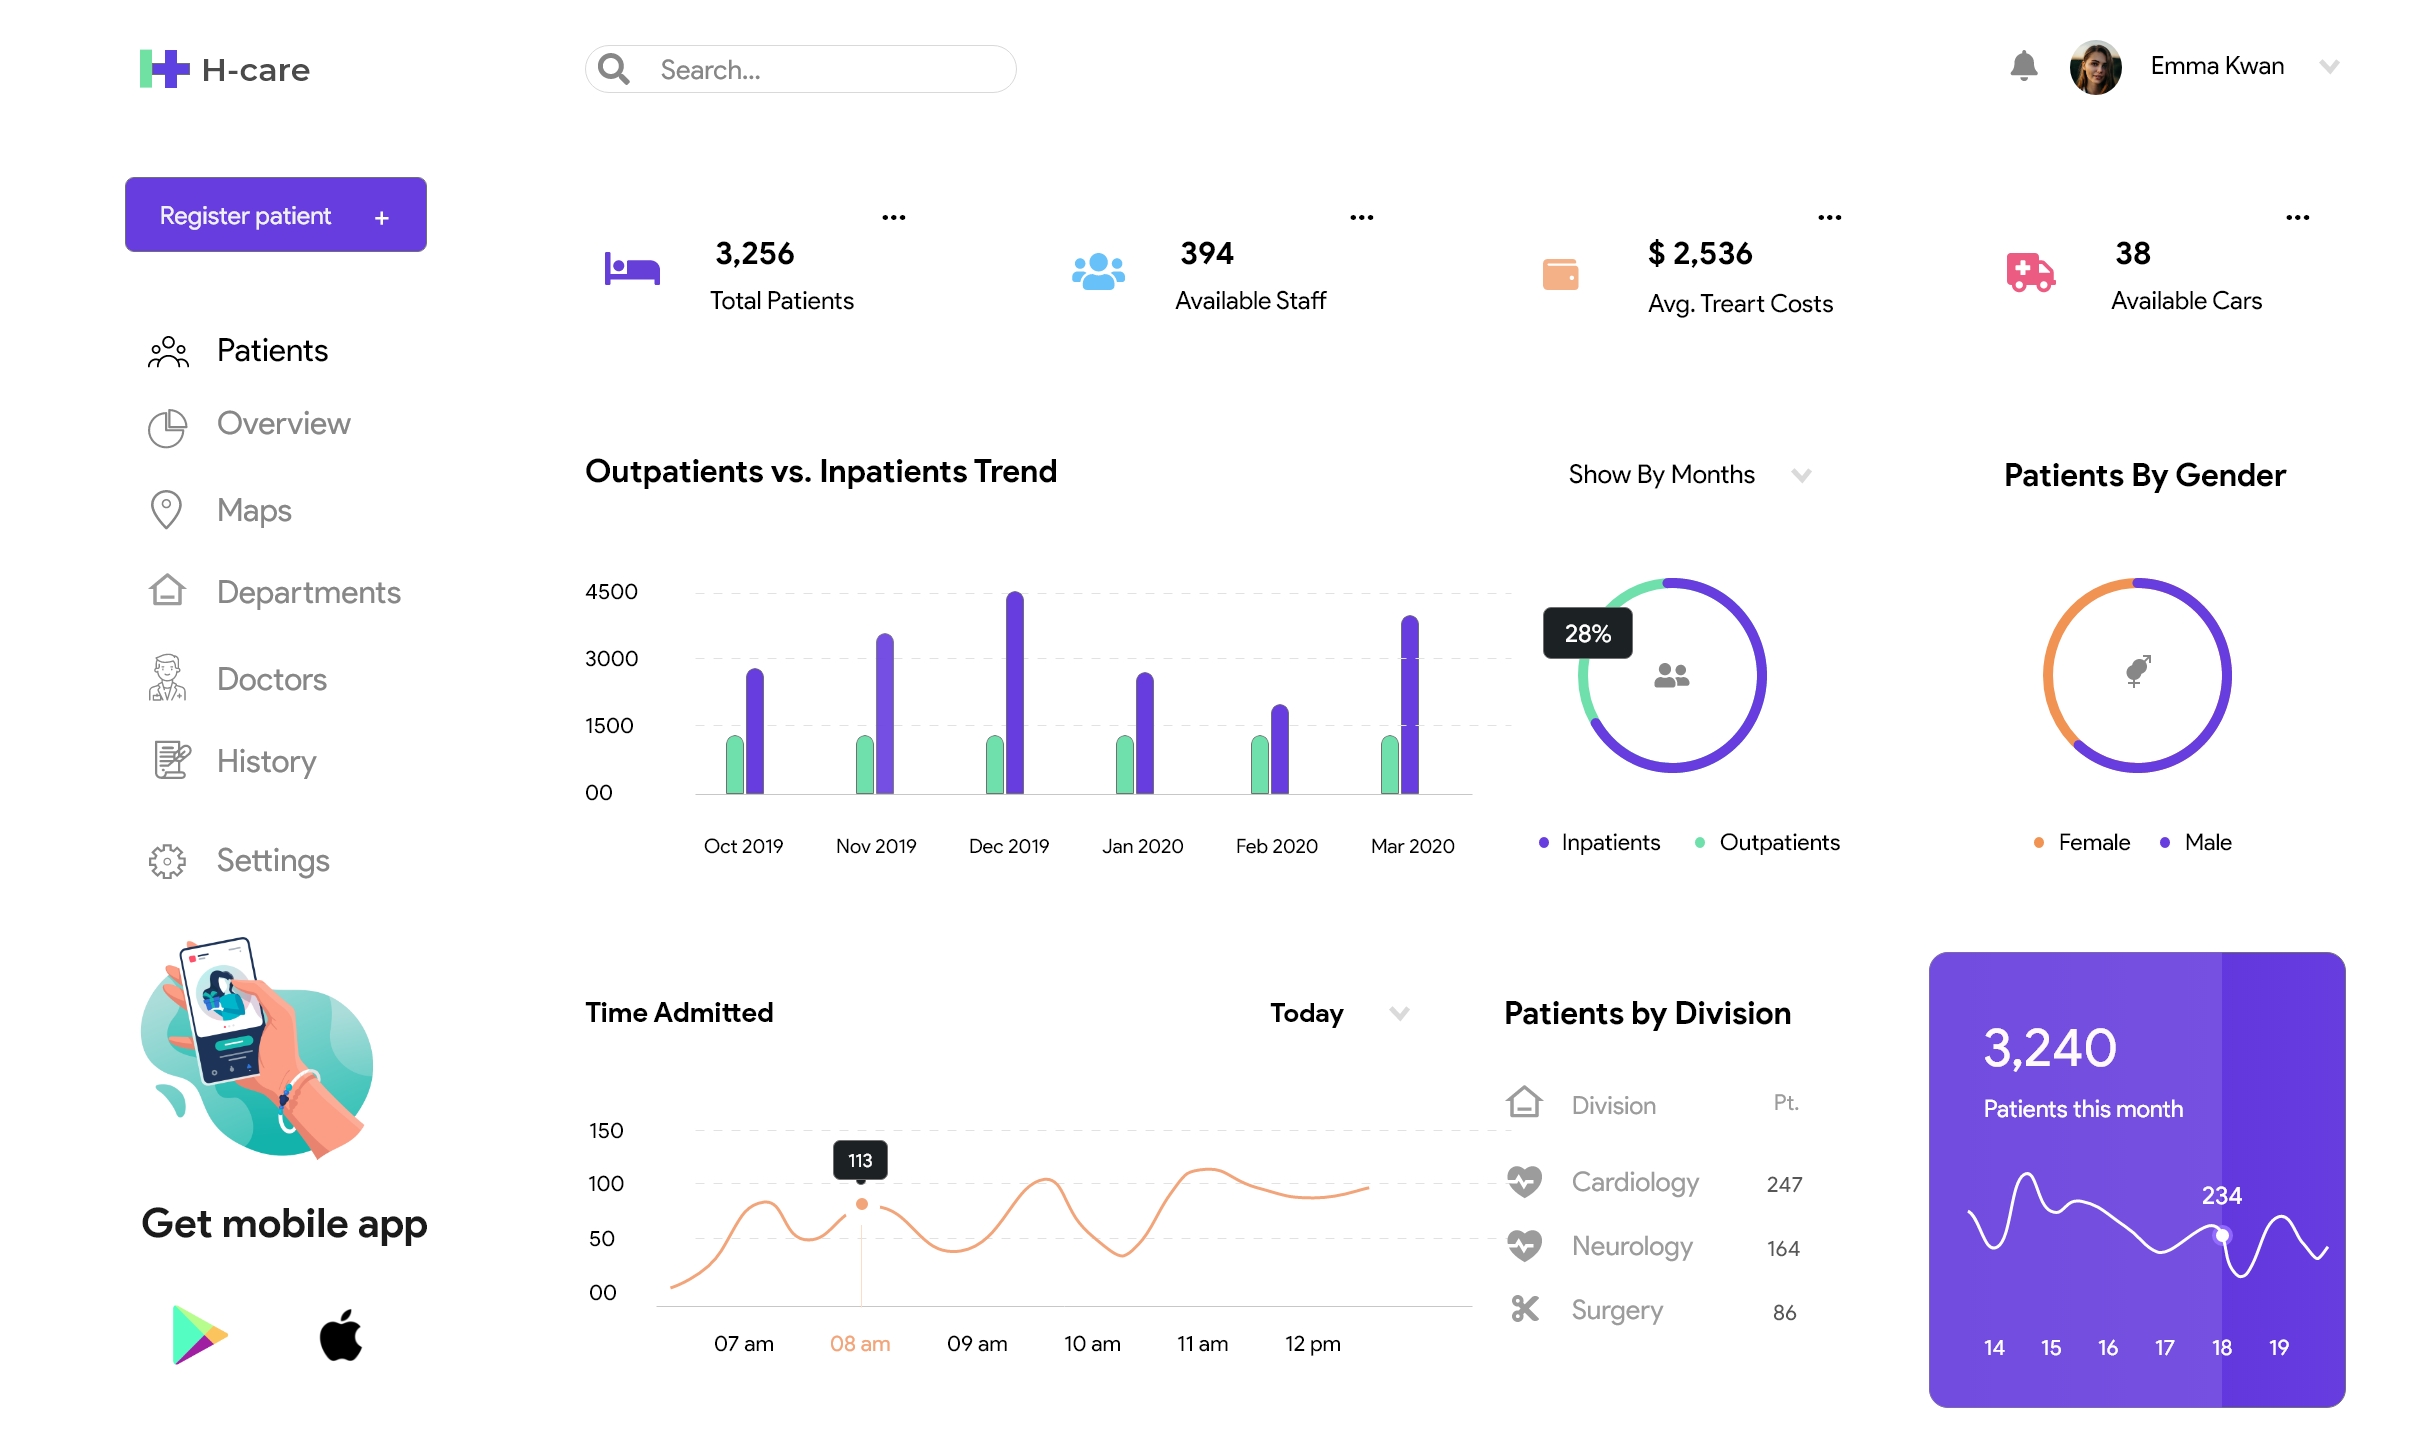 H-care
Search...
Emma Kwan
Register patient +
3,256
Total Patients
394
Available Staff
$ 2,536
Avg. Treart Costs
38
Available Cars
Patients
Overview
Maps
Departments
Doctors
History
Settings
Get mobile app
Outpatients vs. Inpatients Trend
Show By Months
4500
3000
1500
00
Oct 2019 Nov 2019 Dec 2019 Jan 2020 Feb 2020 Mar 2020
28%
Inpatients Outpatients
Patients By Gender
Female Male
Time Admitted
Today
150
100
50
00
113
07 am 08 am 09 am 10 am 11 am 12 pm
Patients by Division
Division Pt.
Cardiology 247
Neurology 164
Surgery 86
3,240
Patients this month
234
14 15 16 17 18 19